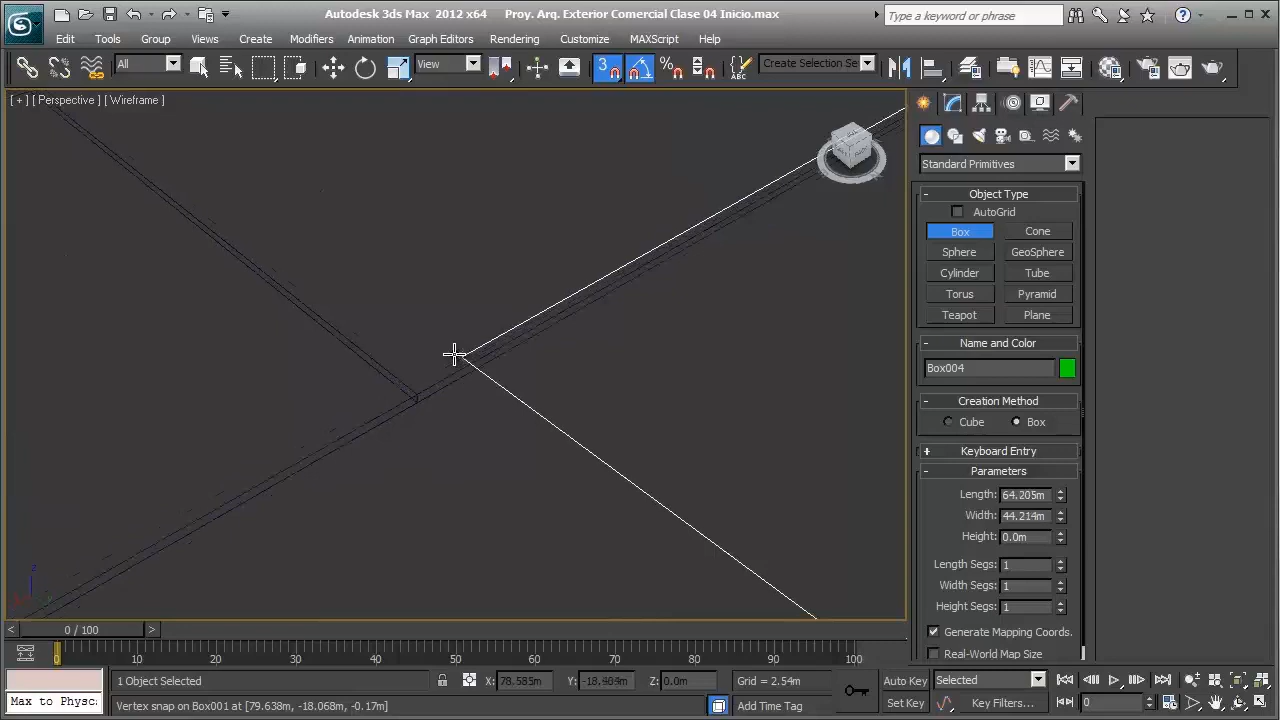 Autodesk 3ds Max 2012 x64 Proy. Arq. Exterior Comercial Clase 04 Inicio.max
Type a keyword or phrase
Edit Tools Group Views Create Modifiers Animation Graph Editors Rendering Customize MAXScript Help
All View 3 Create Selection Se
[ + ] [ Perspective ] [ Wireframe ]
Standard Primitives
- Object Type
AutoGrid
Box Cone
Sphere GeoSphere
Cylinder Tube
Torus Pyramid
Teapot Plane
- Name and Color
Box004
- Creation Method
Cube Box
+ Keyboard Entry
- Parameters
Length: 64.205m
Width: 44.214m
Height: 0.0m
Length Segs: 1
Width Segs: 1
Height Segs: 1
Generate Mapping Coords.
Real-World Map Size
z
< 0 / 100 >
0 10 20 30 40 50 60 70 80 90 100
1 Object Selected X: 78.585m Y: -18.404m Z: 0.0m Grid = 2.54m Auto Key Selected
Max to Physc: Vertex snap on Box001 at [79.638m, -18.068m, -0.17m] Add Time Tag Set Key Key Filters... 0